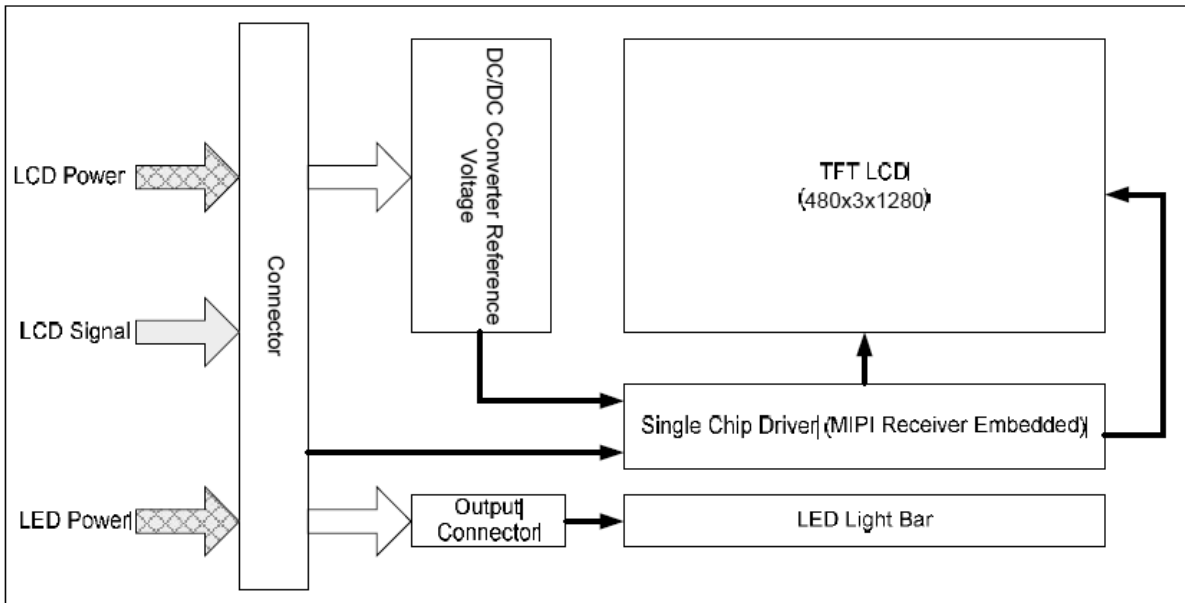 LCD Power
LCD Signal
LED Power
Connector
DC/DC Converter Reference
Voltage
TFT LCD
(480x3x1280)
Single Chip Driver (MIPI Receiver Embedded)
Output
Connector
LED Light Bar